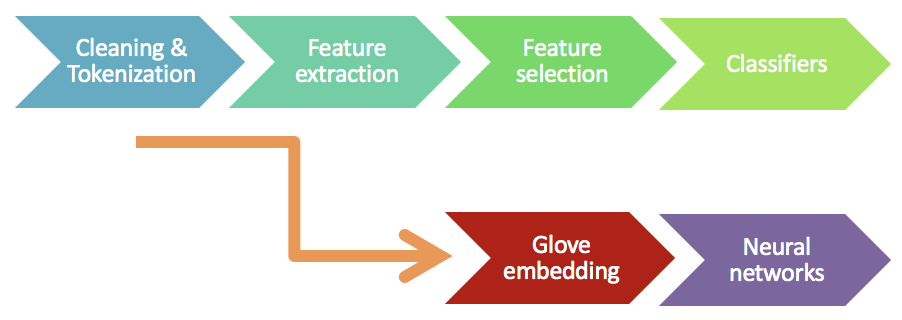 Cleaning &
Tokenization
Feature
extraction
Feature
selection
Classifiers
Glove
embedding
Neural
networks